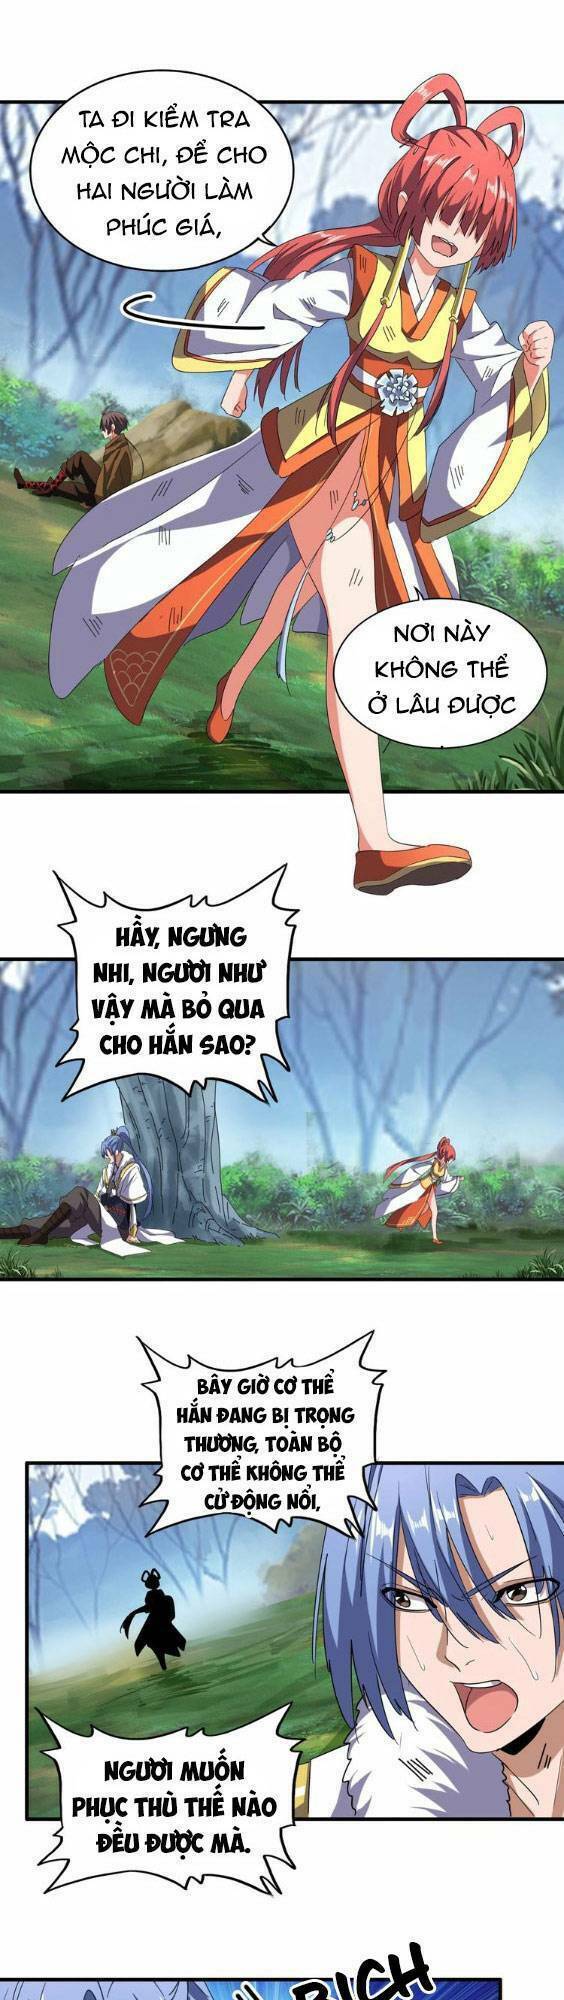 TA ĐI KIỂM TRA
MỘC CHI, ĐỂ CHO
HAI NGƯỜI LÀM
PHÚC GIÁ,
NƠI NÀY
KHÔNG THỂ
Ở LÂU ĐƯỢC
HẦY, NGƯNG
NHI, NGƯƠI NHƯ
VẬY MÀ BỎ QUA
CHO HẮN SAO?
BÂY GIỜ CƠ THỂ
HẮN ĐANG BỊ TRỌNG
THƯƠNG, TOÀN BỘ
CƠ THỂ KHÔNG THỂ
CỬ ĐỘNG NỔI,
NGƯƠI MUỐN
PHỤC THÙ THẾ NÀO
ĐỀU ĐƯỢC MÀ.
BỊCH